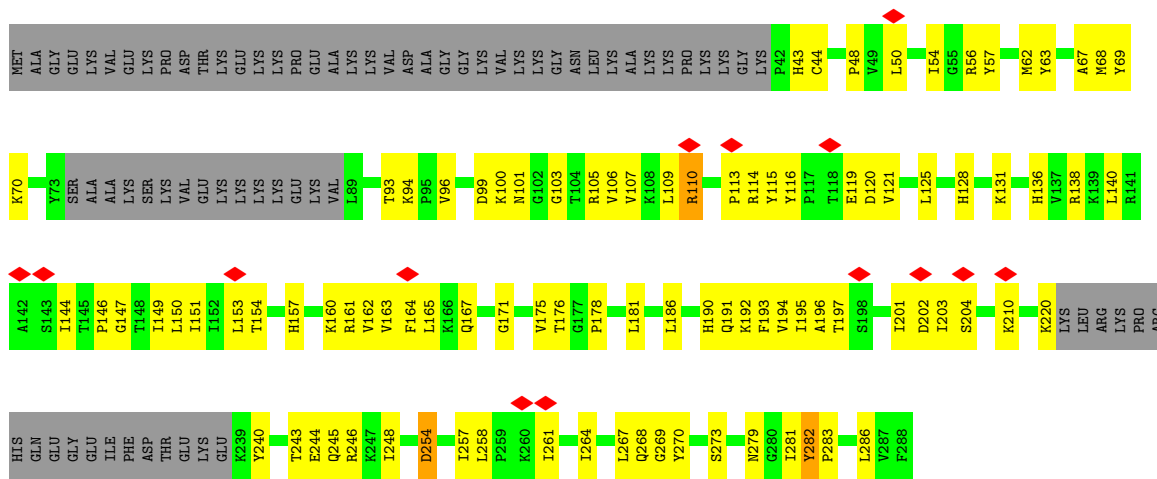 MET ALA GLY GLU LYS VAL GLU LYS PRO ASP THR LYS GLU LYS LYS PRO GLU ALA LYS LYS VAL ASP ALA GLY GLY LYS VAL LYS LYS GLY ASN LEU LYS ALA LYS LYS PRO LYS LYS GLY LYS P42 H43 C44 P48 V49 L50 I54 G55 R56 Y57 M62 Y63 A67 M68 Y69
K70 Y73 SER ALA ALA LYS SER LYS VAL GLU LYS LYS LYS LYS GLU LYS VAL L89 T93 K94 P95 V96 D99 K100 N101 G102 G103 T104 R105 V106 V107 K108 L109 R110 P113 R114 Y115 Y116 P117 T118 E119 D120 V121 L125 H128 K131 H136 V137 R138 K139 L140 R141
A142 S143 I144 T145 P146 G147 T148 I149 L150 I151 I152 L153 T154 H157 K160 R161 V162 V163 F164 L165 K166 Q167 G171 V175 T176 G177 P178 L181 L186 H190 Q191 K192 F193 V194 I195 A196 T197 S198 I201 D202 I203 S204 K210 K220 LYS LEU ARG LYS PRO ARG
HIS GLN GLU GLY GLU ILE PHE ASP THR GLU LYS GLU K239 Y240 T243 E244 Q245 R246 K247 I248 D254 I257 L258 P259 K260 I261 I264 L267 Q268 G269 Y270 S273 N279 G280 I281 Y282 P283 L286 V287 F288